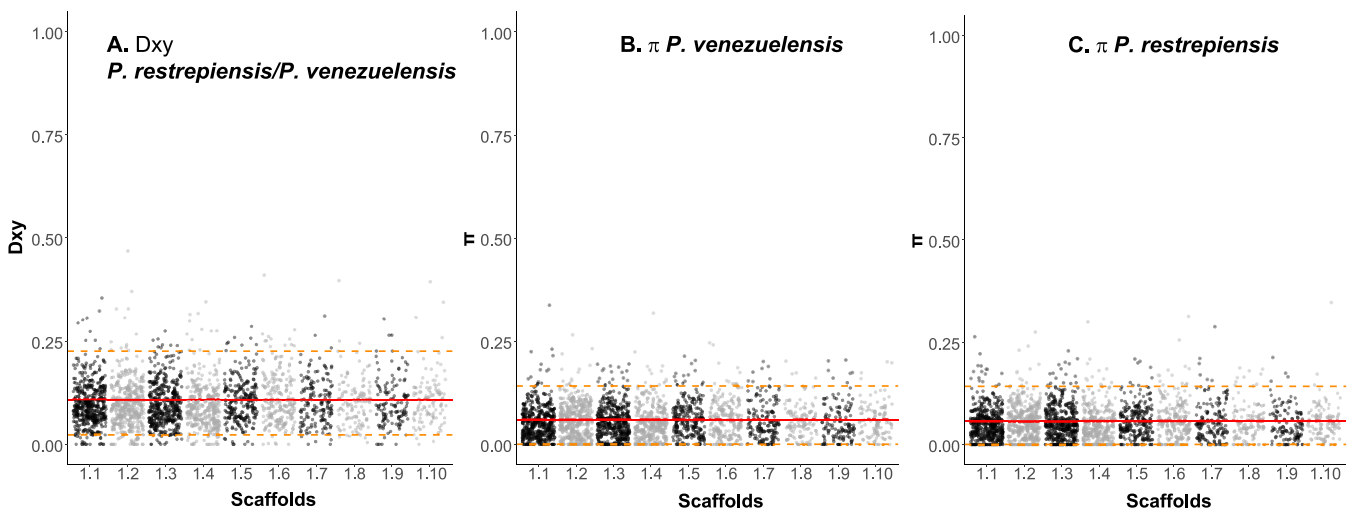 A. Dxy
P. restrepiensis/P. venezuelensis
1.00
0.75
0.50
0.25
0.00
Dxy
1.1 1.2 1.3 1.4 1.5 1.6 1.7 1.8 1.9 1.10
Scaffolds
B. π P. venezuelensis
1.00
0.75
0.50
0.25
0.00
π
1.1 1.2 1.3 1.4 1.5 1.6 1.7 1.8 1.9 1.10
Scaffolds
C. π P. restrepiensis
1.00
0.75
0.50
0.25
0.00
π
1.1 1.2 1.3 1.4 1.5 1.6 1.7 1.8 1.9 1.10
Scaffolds